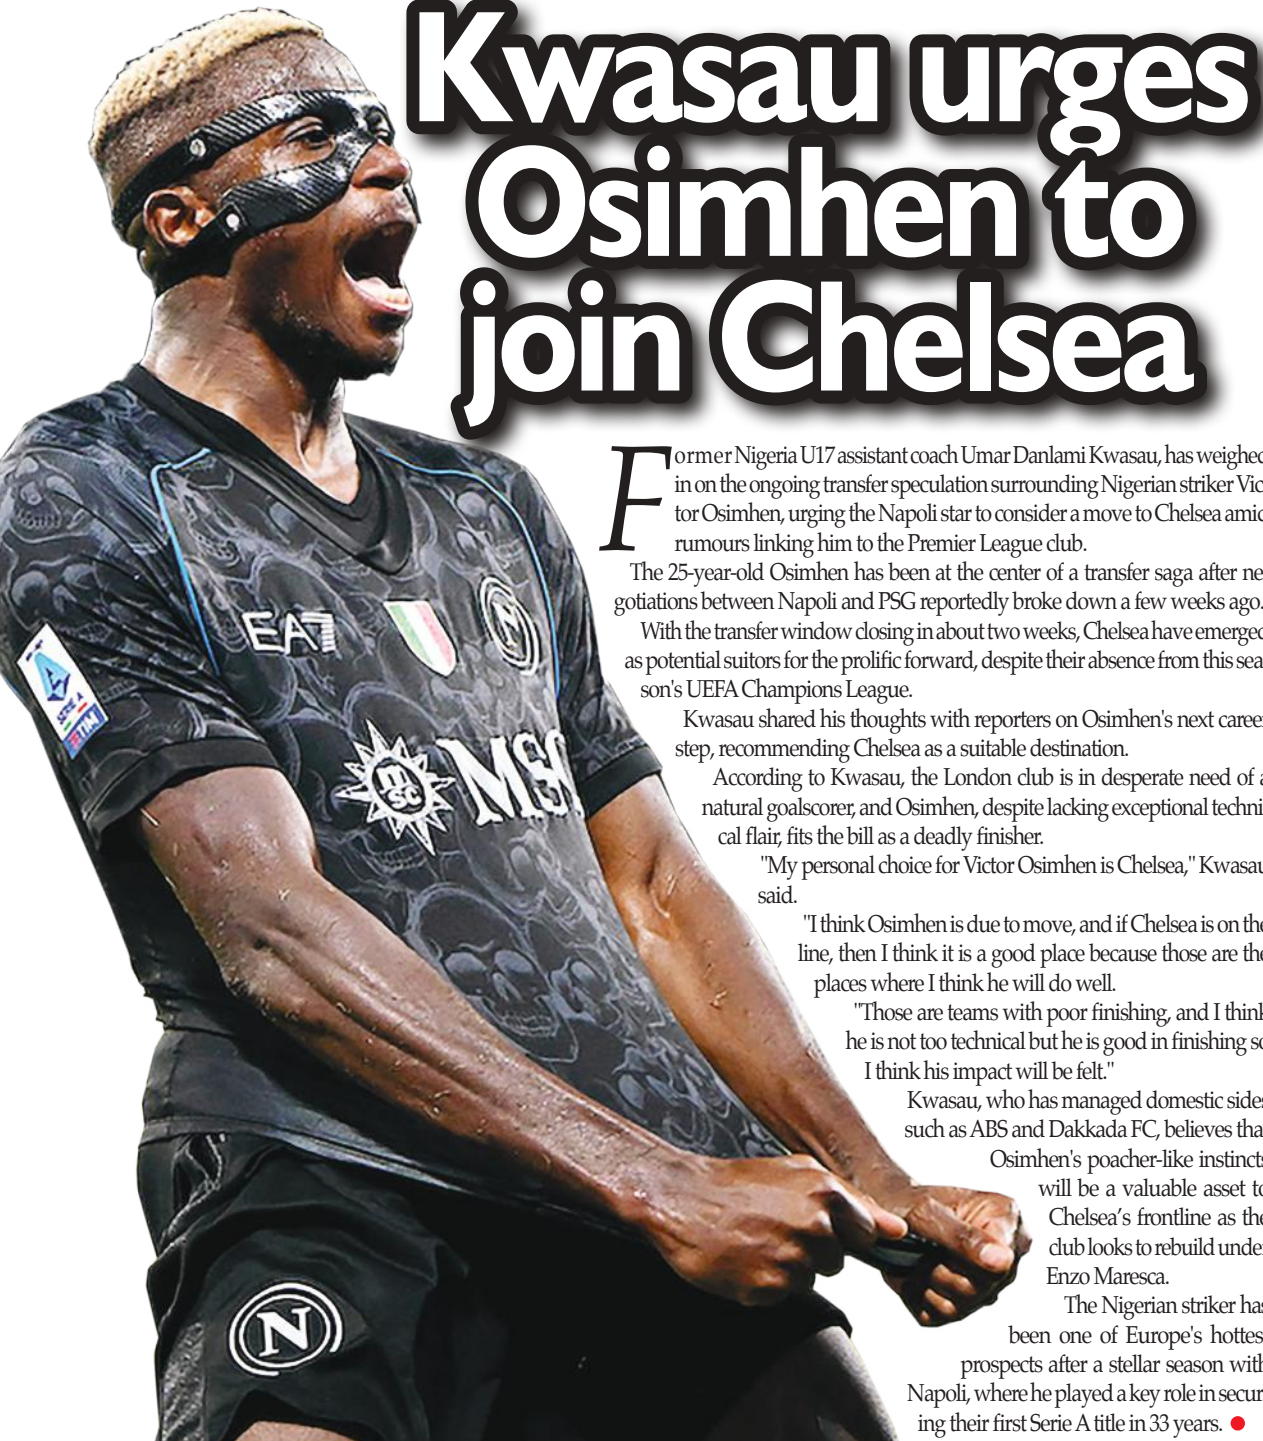 Kwasau urges
Osimhen to
join Chelsea
Former Nigeria U17 assistant coach Umar Danlami Kwasau, has weighed
in on the ongoing transfer speculation surrounding Nigerian striker Vic
tor Osimhen, urging the Napoli star to consider a move to Chelsea amid
rumours linking him to the Premier League club.
The 25-year-old Osimhen has been at the center of a transfer saga after ne
gotiations between Napoli and PSG reportedly broke down a few weeks ago.
With the transfer window closing in about two weeks, Chelsea have emerged
as potential suitors for the prolific forward, despite their absence from this sea
son's UEFA Champions League.
Kwasau shared his thoughts with reporters on Osimhen's next career
step, recommending Chelsea as a suitable destination.
According to Kwasau, the London club is in desperate need of a
natural goalscorer, and Osimhen, despite lacking exceptional techni
cal flair, fits the bill as a deadly finisher.
"My personal choice for Victor Osimhen is Chelsea," Kwasau
said.
"I think Osimhen is due to move, and if Chelsea is on the
line, then I think it is a good place because those are the
places where I think he will do well.
"Those are teams with poor finishing, and I think
he is not too technical but he is good in finishing so
I think his impact will be felt."
Kwasau, who has managed domestic sides
such as ABS and Dakkada FC, believes tha
Osimhen's poacher-like instincts
will be a valuable asset to
Chelsea’s frontline as the
club looks to rebuild under
Enzo Maresca.
The Nigerian striker has
been one of Europe's hottes
prospects after a stellar season with
Napoli, where he played a key role in secur
ing their first Serie A title in 33 years.
EA7
N
A
SERIE A
msc
MSC
N